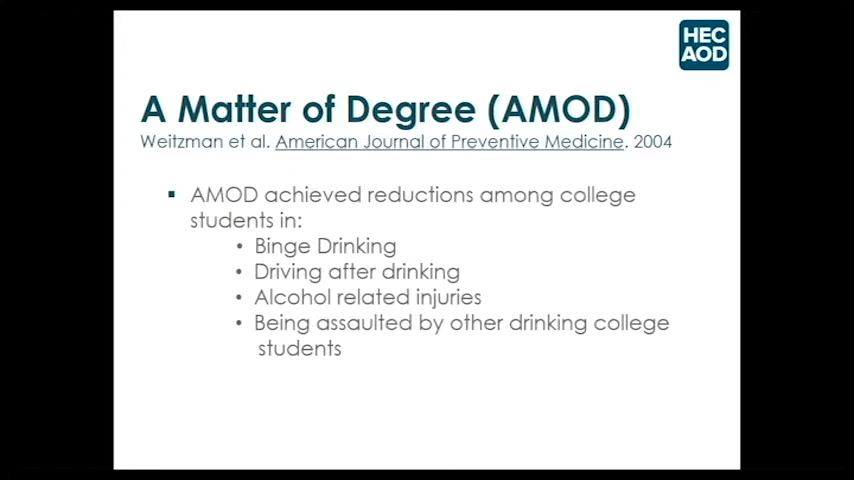 HEC
AOD
A Matter of Degree (AMOD)
Weitzman et al. American Journal of Preventive Medicine. 2004
▪ AMOD achieved reductions among college
students in:
• Binge Drinking
• Driving after drinking
• Alcohol related injuries
• Being assaulted by other drinking college
students